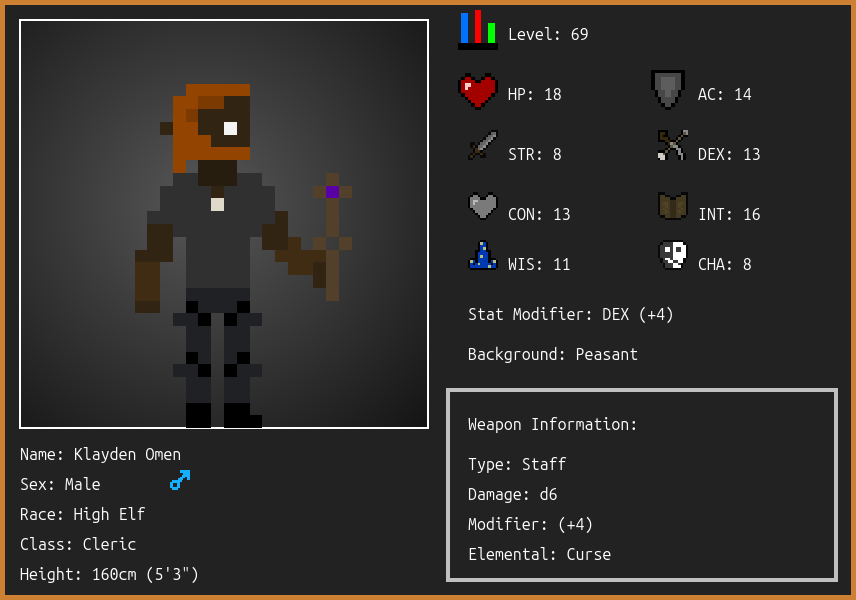 Level: 69
HP: 18
AC: 14
STR: 8
DEX: 13
CON: 13
INT: 16
WIS: 11
CHA: 8
Stat Modifier: DEX (+4)
Background: Peasant
Weapon Information:
Type: Staff
Damage: d6
Modifier: (+4)
Elemental: Curse
Name: Klayden Omen
Sex: Male
Race: High Elf
Class: Cleric
Height: 160cm (5'3")